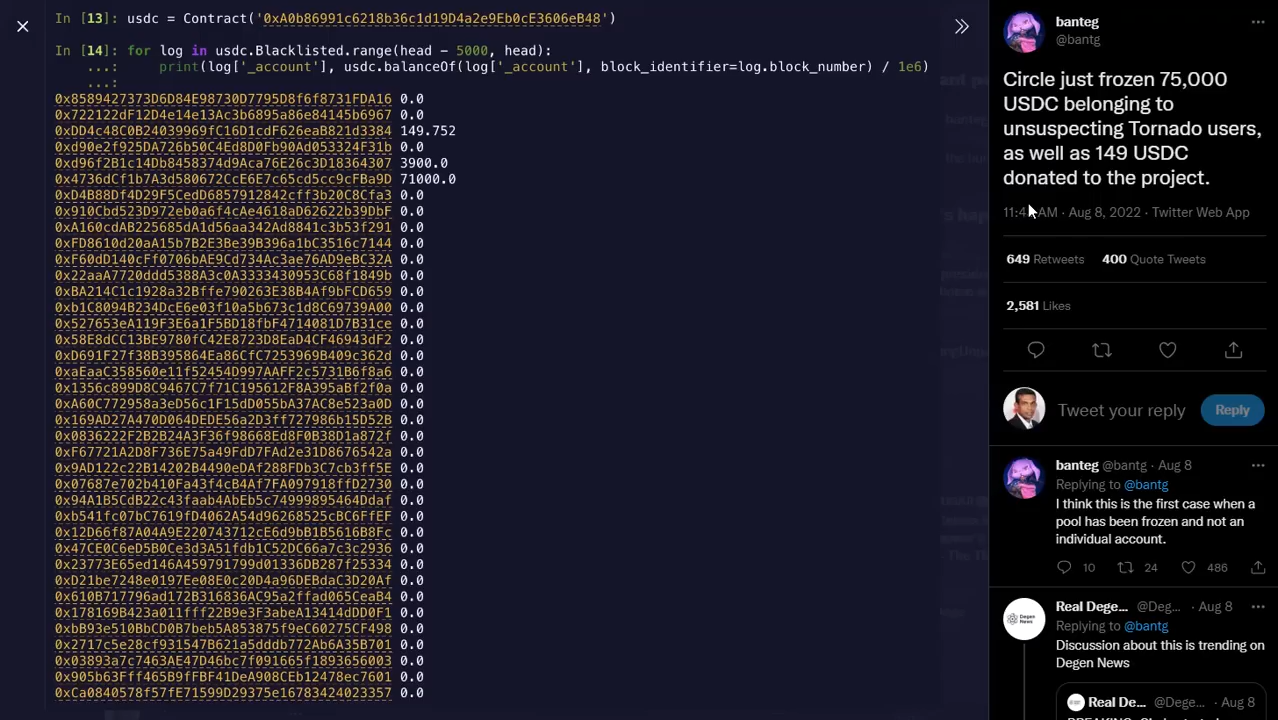 In [13]: usdc = Contract('0xA0b86991c6218b36c1d19D4a2e9Eb0cE3606eB48')
In [14]: for log in usdc.Blacklisted.range(head - 5000, head):
...: print(log['_account'], usdc.balanceOf(log['_account'], block_identifier=log.block_number) / 1e6)
...:
0x8589427373D6D84E98730D7795D8f6f8731FDA16 0.0
0x722122dF12D4e14e13Ac3b6895a86e84145b6967 0.0
0xDD4c48C0B24039969fC16D1cdF626eaB821d3384 149.752
0xd90e2f925DA726b50C4Ed8D0Fb90Ad053324F31b 0.0
0xd96f2B1c14Db8458374d9Aca76E26c3D18364307 3900.0
0x4736dCf1b7A3d580672CcE6E7c65cd5cc9cFBa9D 71000.0
0xD4B88Df4D29F5CedD6857912842cff3b20C8Cfa3 0.0
0x910Cbd523D972eb0a6f4cAe4618aD62622b39DbF 0.0
0xA160cdAB225685dA1d56aa342Ad8841c3b53f291 0.0
0xFD8610d20aA15b7B2E3Be39B396a1bC3516c7144 0.0
0xF60dD140cFf0706bAE9Cd734Ac3ae76AD9eBC32A 0.0
0x22aaA7720ddd5388A3c0A3333430953C68f1849b 0.0
0xBA214C1c1928a32Bffe790263E38B4Af9bFCD659 0.0
0xb1C8094B234DcE6e03f10a5b673c1d8C69739A00 0.0
0x527653eA119F3E6a1F5BD18fbF4714081D7B31ce 0.0
0x58E8dCC13BE9780fC42E8723D8EaD4CF46943dF2 0.0
0xD691F27f38B395864Ea86CfC7253969B409c362d 0.0
0xaEaaC358560e11f52454D997AAFF2c5731B6f8a6 0.0
0x1356c899D8C9467C7f71C195612F8A395aBf2f0a 0.0
0xA60C772958a3eD56c1F15dD055bA37AC8e523a0D 0.0
0x169AD27A470D064DEDE56a2D3ff727986b15D52B 0.0
0x0836222F2B2B24A3F36f98668Ed8F0B38D1a872f 0.0
0xF67721A2D8F736E75a49FdD7FAd2e31D8676542a 0.0
0x9AD122c22B14202B4490eDAf288FDb3C7cb3ff5E 0.0
0x07687e702b410Fa43f4cB4Af7FA097918ffD2730 0.0
0x94A1B5CdB22c43faab4AbEb5c74999895464Ddaf 0.0
0xb541fc07bC7619fD4062A54d96268525cBC6FfEF 0.0
0x12D66f87A04A9E220743712cE6d9bB1B5616B8Fc 0.0
0x47CE0C6eD5B0Ce3d3A51fdb1C52DC66a7c3c2936 0.0
0x23773E65ed146A459791799d01336DB287f25334 0.0
0xD21be7248e0197Ee08E0c20D4a96DEBdaC3D20Af 0.0
0x610B717796ad172B316836AC95a2ffad065CeaB4 0.0
0x178169B423a011fff22B9e3F3abeA13414dDD0F1 0.0
0xbB93e510BbCD0B7beb5A853875f9eC60275CF498 0.0
0x2717c5e28cf931547B621a5dddb772Ab6A35B701 0.0
0x03893a7c7463AE47D46bc7f091665f1893656003 0.0
0x905b63Fff465B9fFBF41DeA908CEb12478ec7601 0.0
0xCa0840578f57fE71599D29375e16783424023357 0.0
banteg
@bantg
Circle just frozen 75,000
USDC belonging to
unsuspecting Tornado users,
as well as 149 USDC
donated to the project.
AM · Aug 8, 2022 · Twitter Web App
649 Retweets 400 Quote Tweets
2,581 Likes
Tweet your reply Reply
banteg @bantg · Aug 8
Replying to @bantg
I think this is the first case when a
pool has been frozen and not an
individual account.
10 24 486
Real Dege... @Deg... · Aug 8
Replying to @bantg
Discussion about this is trending on
Degen News
Real De... @Dege... · Aug 8